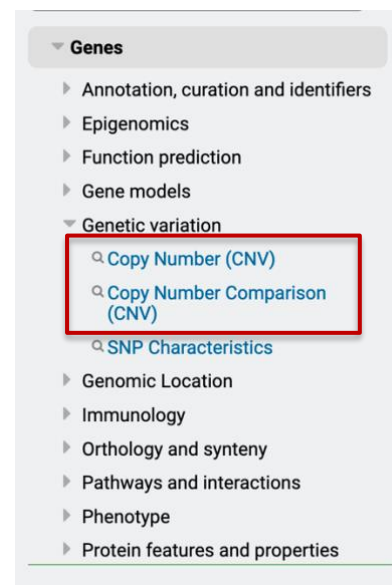 Genes
Annotation, curation and identifiers
Epigenomics
Function prediction
Gene models
Genetic variation
Copy Number (CNV)
Copy Number Comparison
(CNV)
SNP Characteristics
Genomic Location
Immunology
Orthology and synteny
Pathways and interactions
Phenotype
Protein features and properties